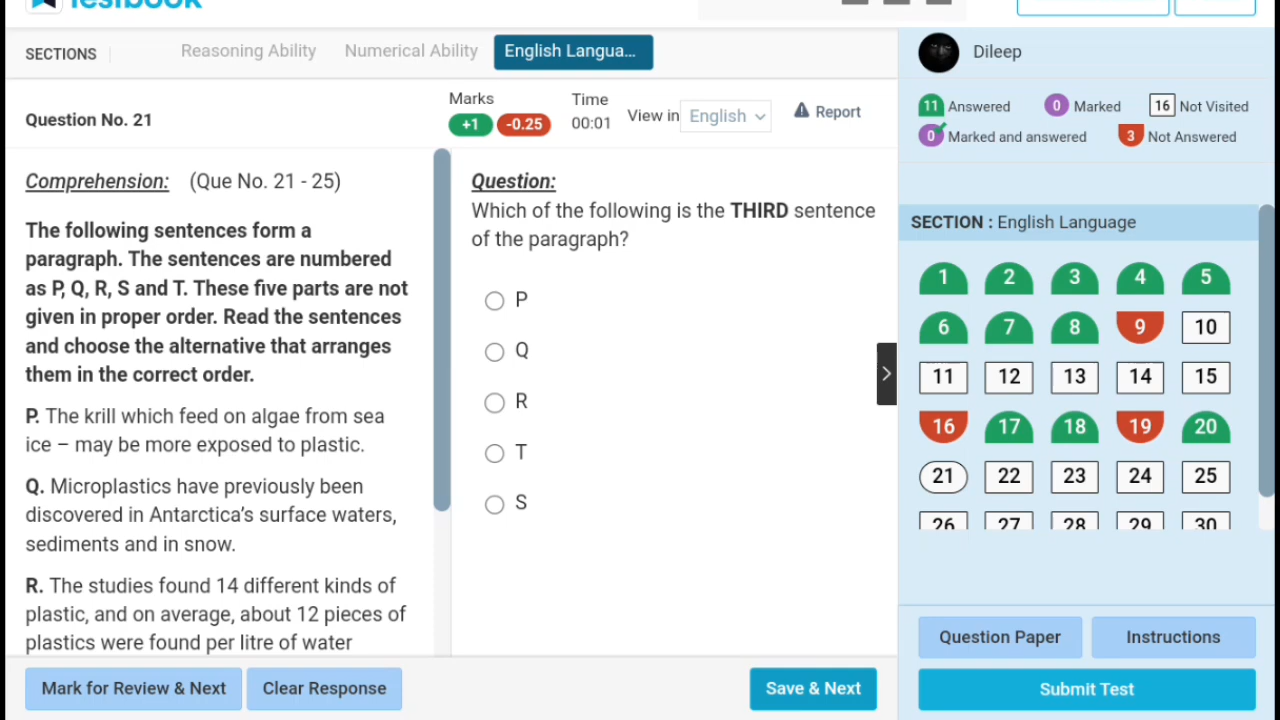 Testbook
SECTIONS
Reasoning Ability
Numerical Ability
English Langua...
Question No. 21
Marks
+1
-0.25
Time
00:01
View in
English
Report
Comprehension: (Que No. 21 - 25)
The following sentences form a
paragraph. The sentences are numbered
as P, Q, R, S and T. These five parts are not
given in proper order. Read the sentences
and choose the alternative that arranges
them in the correct order.
P. The krill which feed on algae from sea
ice – may be more exposed to plastic.
Q. Microplastics have previously been
discovered in Antarctica's surface waters,
sediments and in snow.
R. The studies found 14 different kinds of
plastic, and on average, about 12 pieces of
plastics were found per litre of water
Question:
Which of the following is the THIRD sentence
of the paragraph?
P
Q
R
T
S
Mark for Review & Next
Clear Response
Save & Next
Dileep
11 Answered
0 Marked
16 Not Visited
0 Marked and answered
3 Not Answered
SECTION : English Language
1 2 3 4 5
6 7 8 9 10
11 12 13 14 15
16 17 18 19 20
21 22 23 24 25
26 27 28 29 30
Question Paper
Instructions
Submit Test